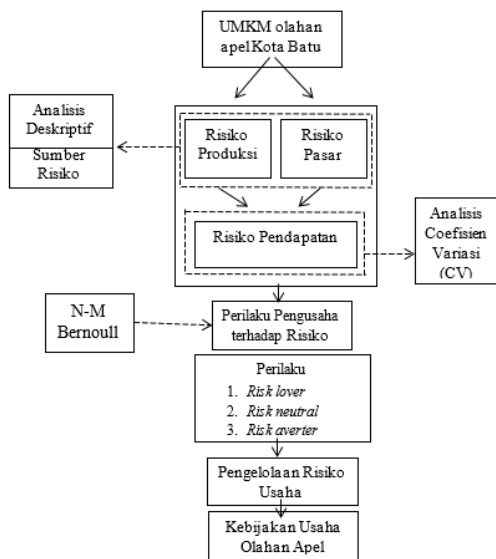 UMKM olahan
apel Kota Batu
Analisis
Deskriptif
Sumber
Risiko
Risiko
Produksi
Risiko
Pasar
Risiko Pendapatan
Analisis
Coefisien
Variasi
(CV)
N-M
Bernoull
Perilaku Pengusaha
terhadap Risiko
Perilaku
1. Risk lover
2. Risk neutral
3. Risk averter
Pengelolaan Risiko
Usaha
Kebijakan Usaha
Olahan Apel